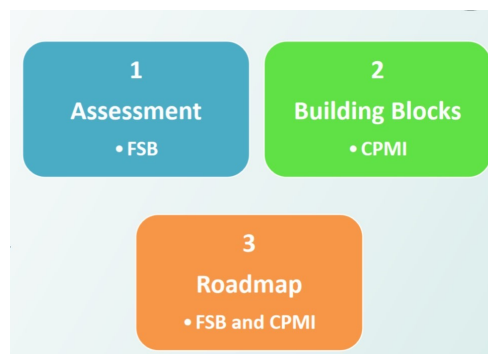 1
Assessment
• FSB
2
Building Blocks
• CPMI
3
Roadmap
• FSB and CPMI